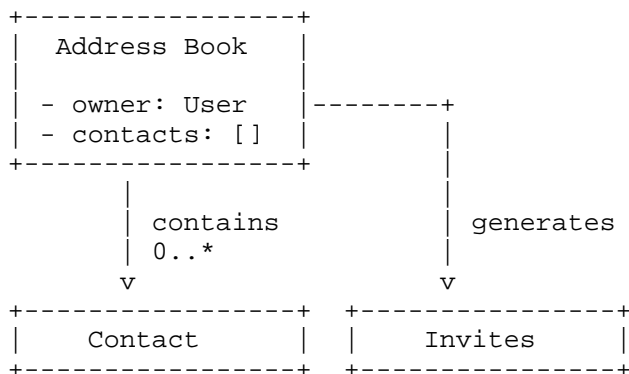 Address Book
- owner: User
- contacts: []
contains
0..*
generates
Contact
Invites